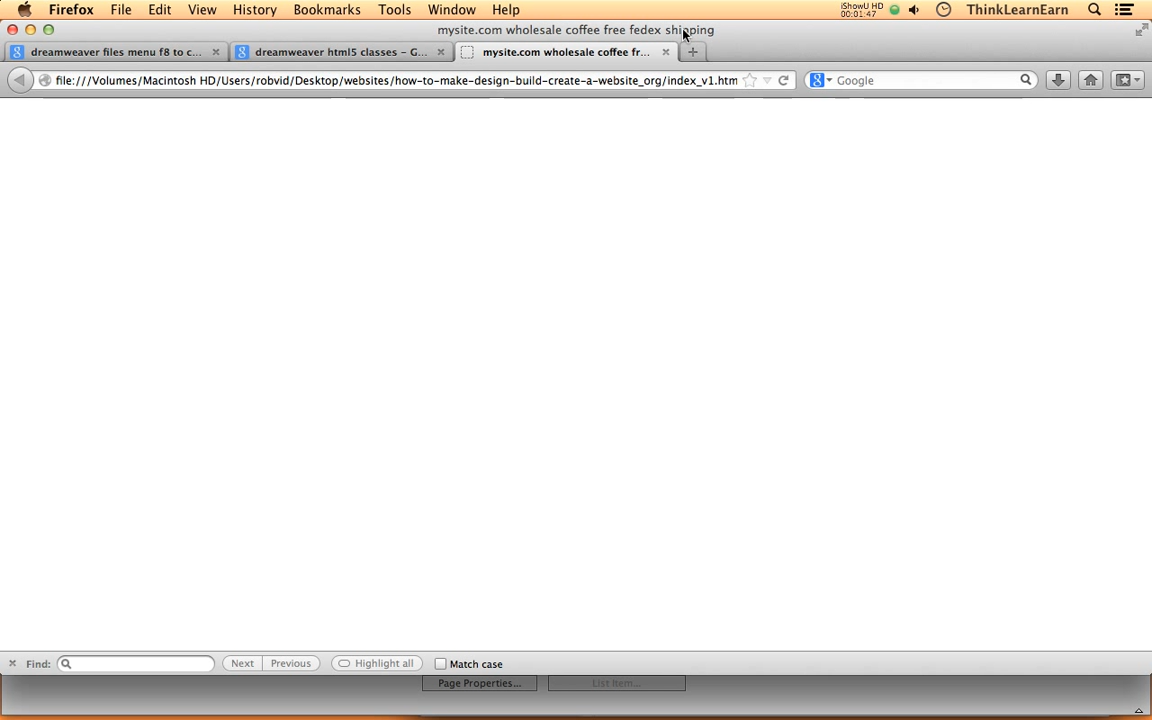 Firefox File Edit View History Bookmarks Tools Window Help iShowU HD 00:01:47 ThinkLearnEarn
mysite.com wholesale coffee free fedex shipping
dreamweaver files menu f8 to c... dreamweaver html5 classes – G... mysite.com wholesale coffee fr...
file:///Volumes/Macintosh HD/Users/robvid/Desktop/websites/how-to-make-design-build-create-a-website_org/index_v1.htm Google
Find: Next Previous Highlight all Match case
Page Properties... List Item...